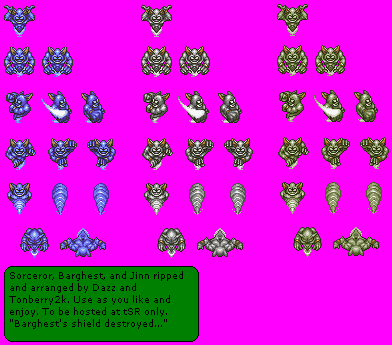 Sorceror, Barghest, and Jinn ripped
and arranged by Dazz and
Tonberry2k. Use as you like and
enjoy. To be hosted at tSR only.
"Barghest's shield destroyed..."